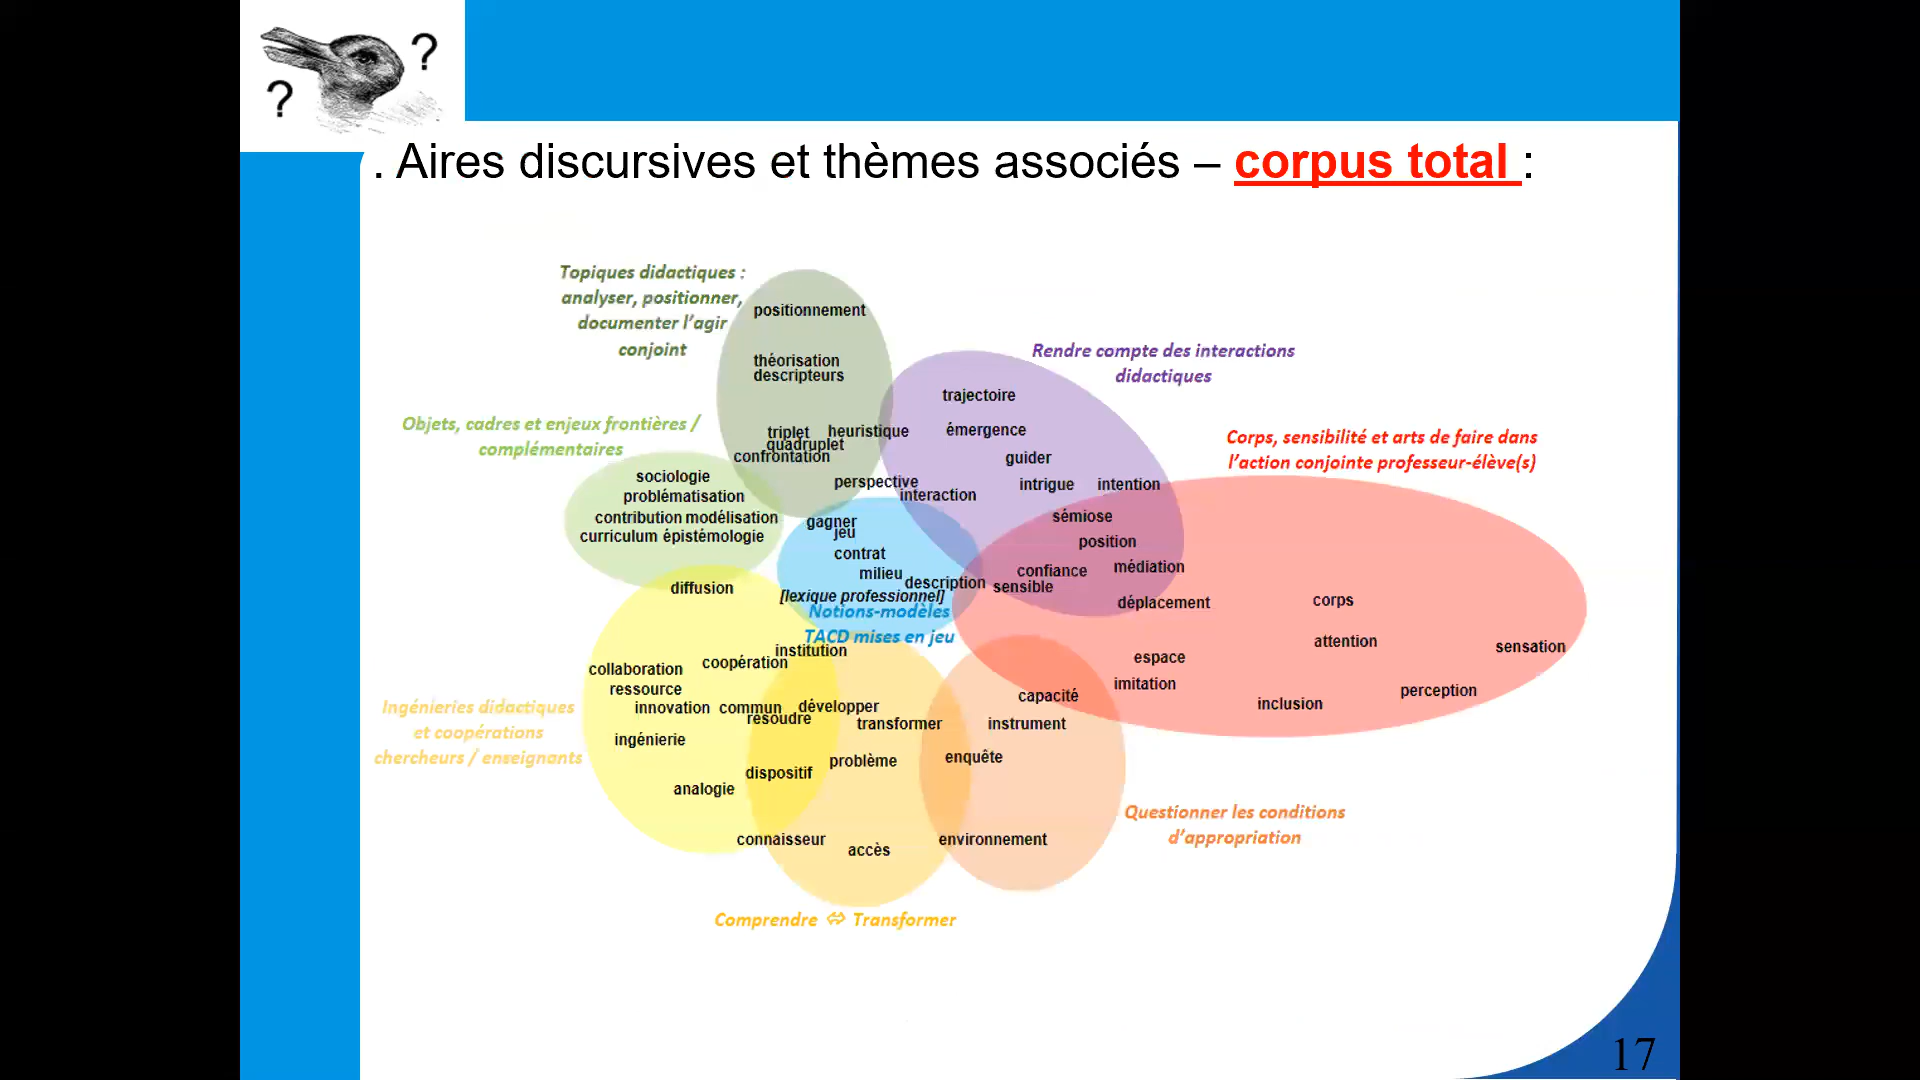 ?
?
. Aires discursives et thèmes associés – corpus total :
Topiques didactiques :
analyser, positionner,
documenter l'agir
conjoint
positionnement
théorisation
descripteurs
triplet
heuristique
quadruplet
confrontation
perspective
Rendre compte des interactions
didactiques
trajectoire
émergence
guider
intrigue
intention
interaction
sémiose
position
confiance
médiation
sensible
déplacement
Objets, cadres et enjeux frontières /
complémentaires
sociologie
problématisation
contribution modélisation
curriculum épistémologie
Corps, sensibilité et arts de faire dans
l'action conjointe professeur-élève(s)
corps
attention
sensation
espace
imitation
perception
inclusion
gagner
jeu
contrat
milieu
description
[lexique professionnel]
Notions-modèles
TACD mises en jeu
diffusion
institution
coopération
collaboration
ressource
innovation
commun
développer
résoudre
transformer
ingénierie
problème
dispositif
analogie
connaisseur
accès
Ingénieries didactiques
et coopérations
chercheurs / enseignants
capacité
instrument
enquête
environnement
Questionner les conditions
d'appropriation
Comprendre ⇔ Transformer
17